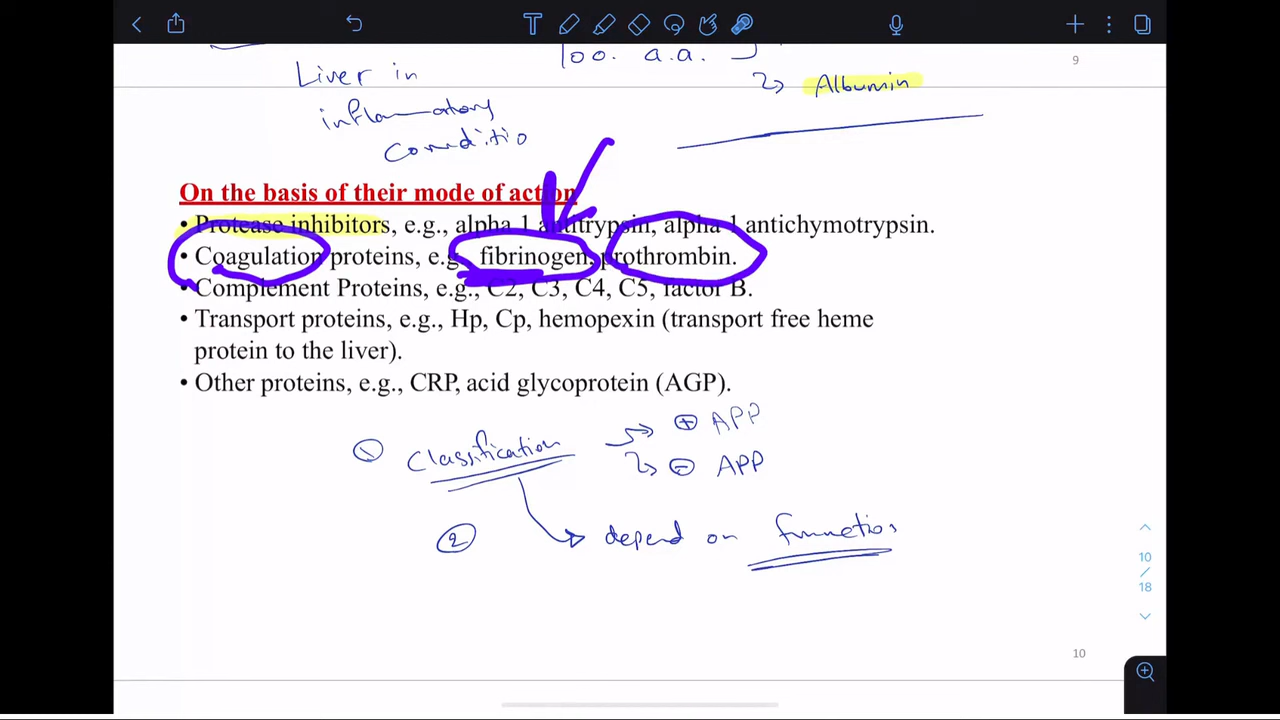 9
100. a.a.
Liver in
Albumin
inflammatory
On the basis of their mode of action
• Protease inhibitors, e.g., alpha 1 antitrypsin, alpha 1 antichymotrypsin.
• Coagulation proteins, e.g. fibrinogen, prothrombin.
• Complement Proteins, e.g., C2, C3, C4, C5, factor B.
• Transport proteins, e.g., Hp, Cp, hemopexin (transport free heme
protein to the liver).
• Other proteins, e.g., CRP, acid glycoprotein (AGP).
① Classification → ⊕ APP
→ ⊖ APP
② → depend on function
10
/
18
10